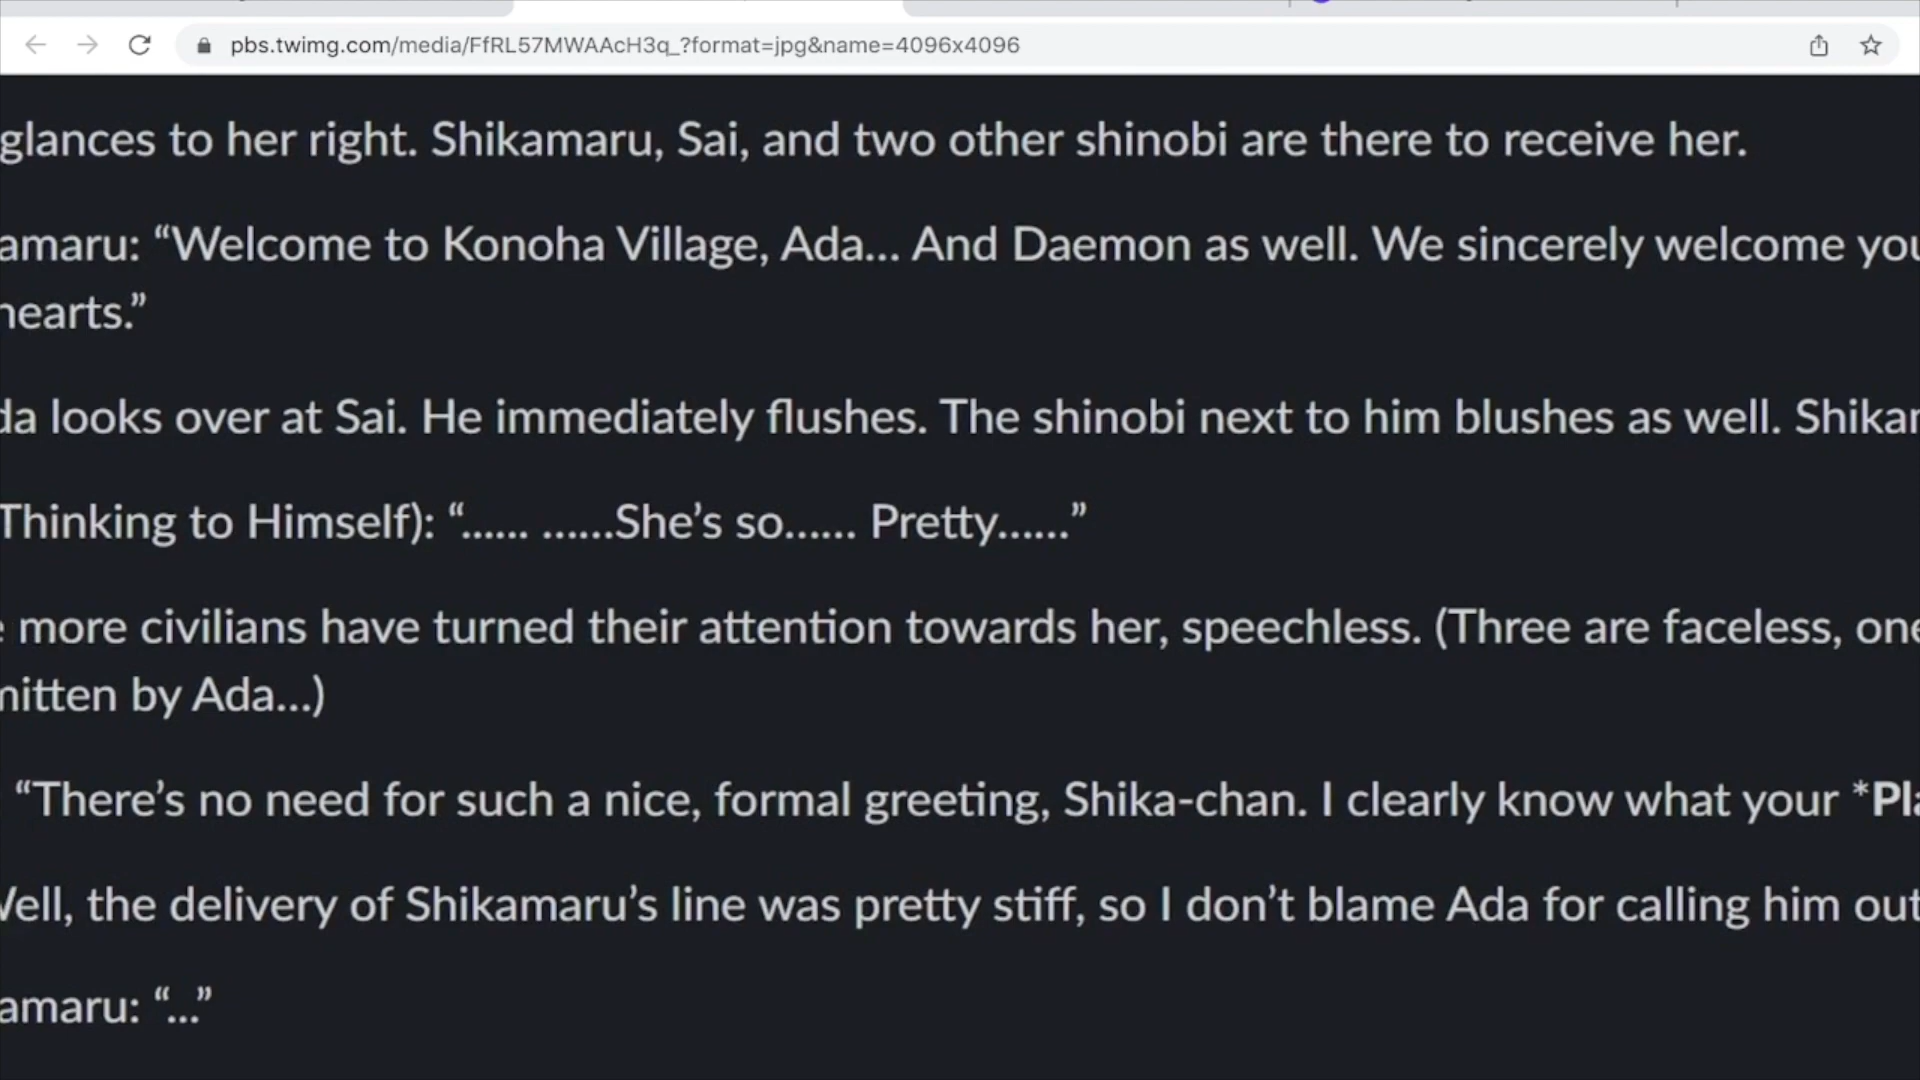 pbs.twimg.com/media/FfRL57MWAAcH3q_?format=jpg&name=4096x4096
glances to her right. Shikamaru, Sai, and two other shinobi are there to receive her.
amaru: “Welcome to Konoha Village, Ada... And Daemon as well. We sincerely welcome you
hearts.”
da looks over at Sai. He immediately flushes. The shinobi next to him blushes as well. Shikam
Thinking to Himself): “...... ......She’s so...... Pretty......”
e more civilians have turned their attention towards her, speechless. (Three are faceless, one
mitten by Ada...)
“There’s no need for such a nice, formal greeting, Shika-chan. I clearly know what your *Pla
Well, the delivery of Shikamaru’s line was pretty stiff, so I don’t blame Ada for calling him out
amaru: “...”